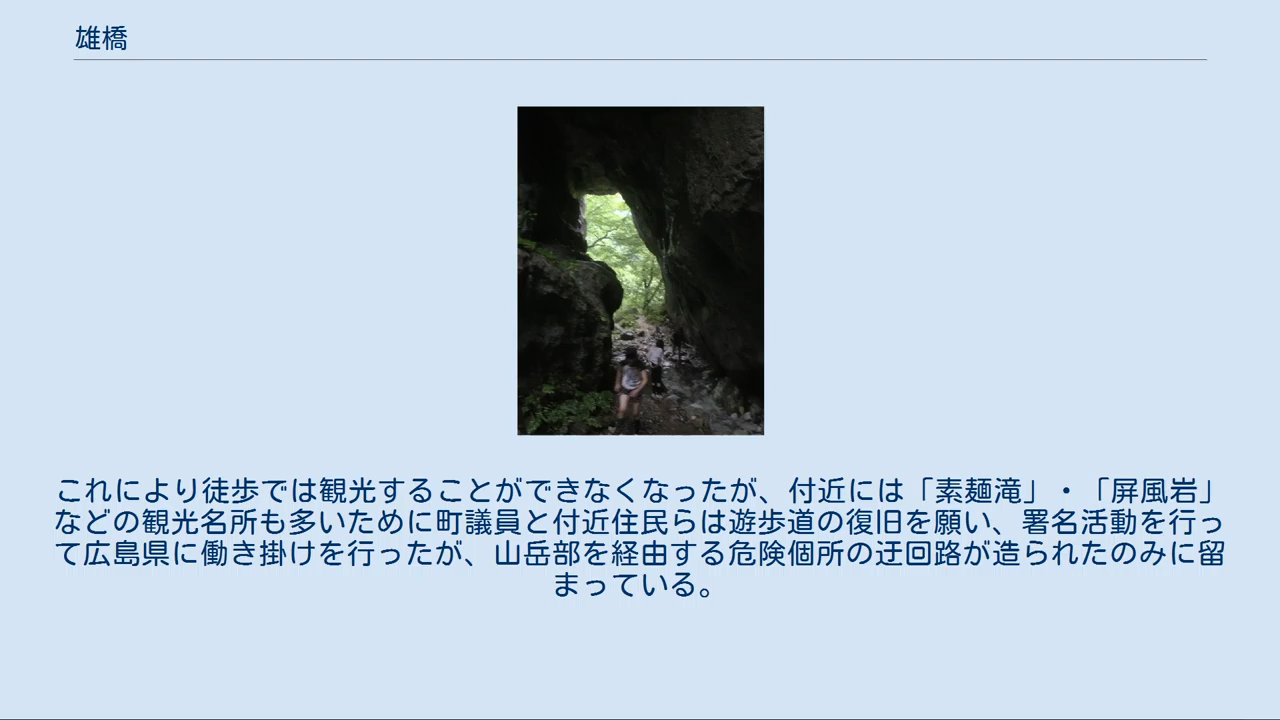 雄橋
これにより徒歩では観光することができなくなったが、付近には「素麺滝」・「屏風岩」
などの観光名所も多いために町議員と付近住民らは遊歩道の復旧を願い、署名活動を行っ
て広島県に働き掛けを行ったが、山岳部を経由する危険個所の迂回路が造られたのみに留
まっている。